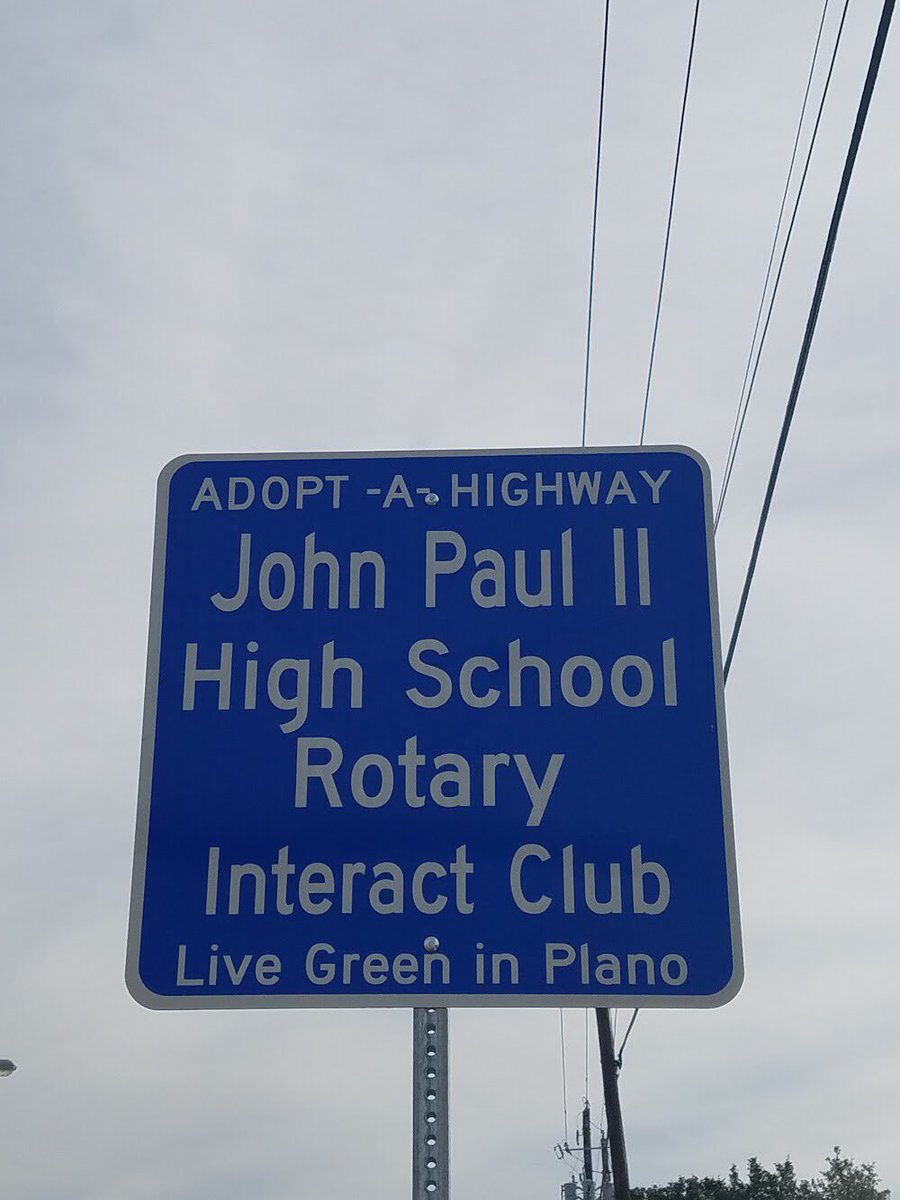 ADOPT -A- HIGHWAY
John Paul II
High School
Rotary
Interact Club
Live Green in Plano